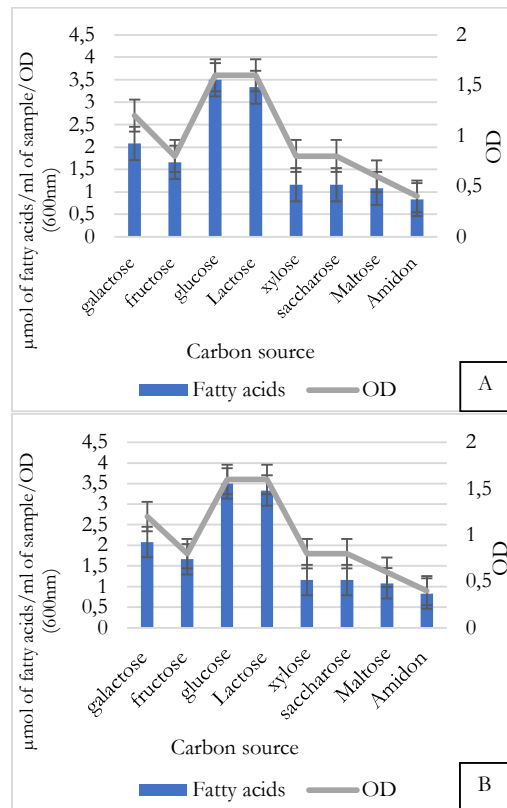 µmol of fatty acids/ml of sample/OD
(600nm)
4,5
4
3,5
3
2,5
2
1,5
1
0,5
0
2
1,5
1
0,5
0
OD
galactose
fructose
glucose
Lactose
xylose
saccharose
Maltose
Amidon
Carbon source
Fatty acids
OD
A
µmol of fatty acids/ml of sample/OD
(600nm)
4,5
4
3,5
3
2,5
2
1,5
1
0,5
0
2
1,5
1
0,5
0
OD
galactose
fructose
glucose
Lactose
xylose
saccharose
Maltose
Amidon
Carbon source
Fatty acids
OD
B